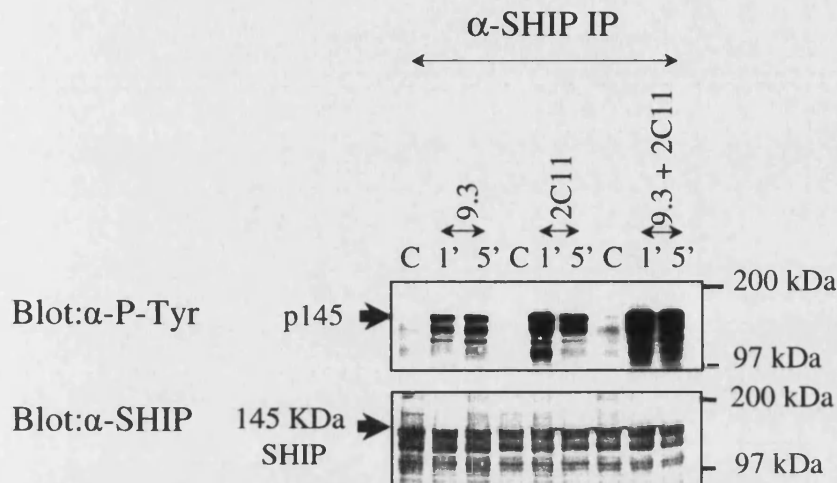 α-SHIP IP
9.3
2C11
9.3 + 2C11
C 1’ 5’ C 1’ 5’ C 1’ 5’
200 kDa
Blot:α-P-Tyr p145
97 kDa
200 kDa
Blot:α-SHIP 145 KDa
SHIP
97 kDa